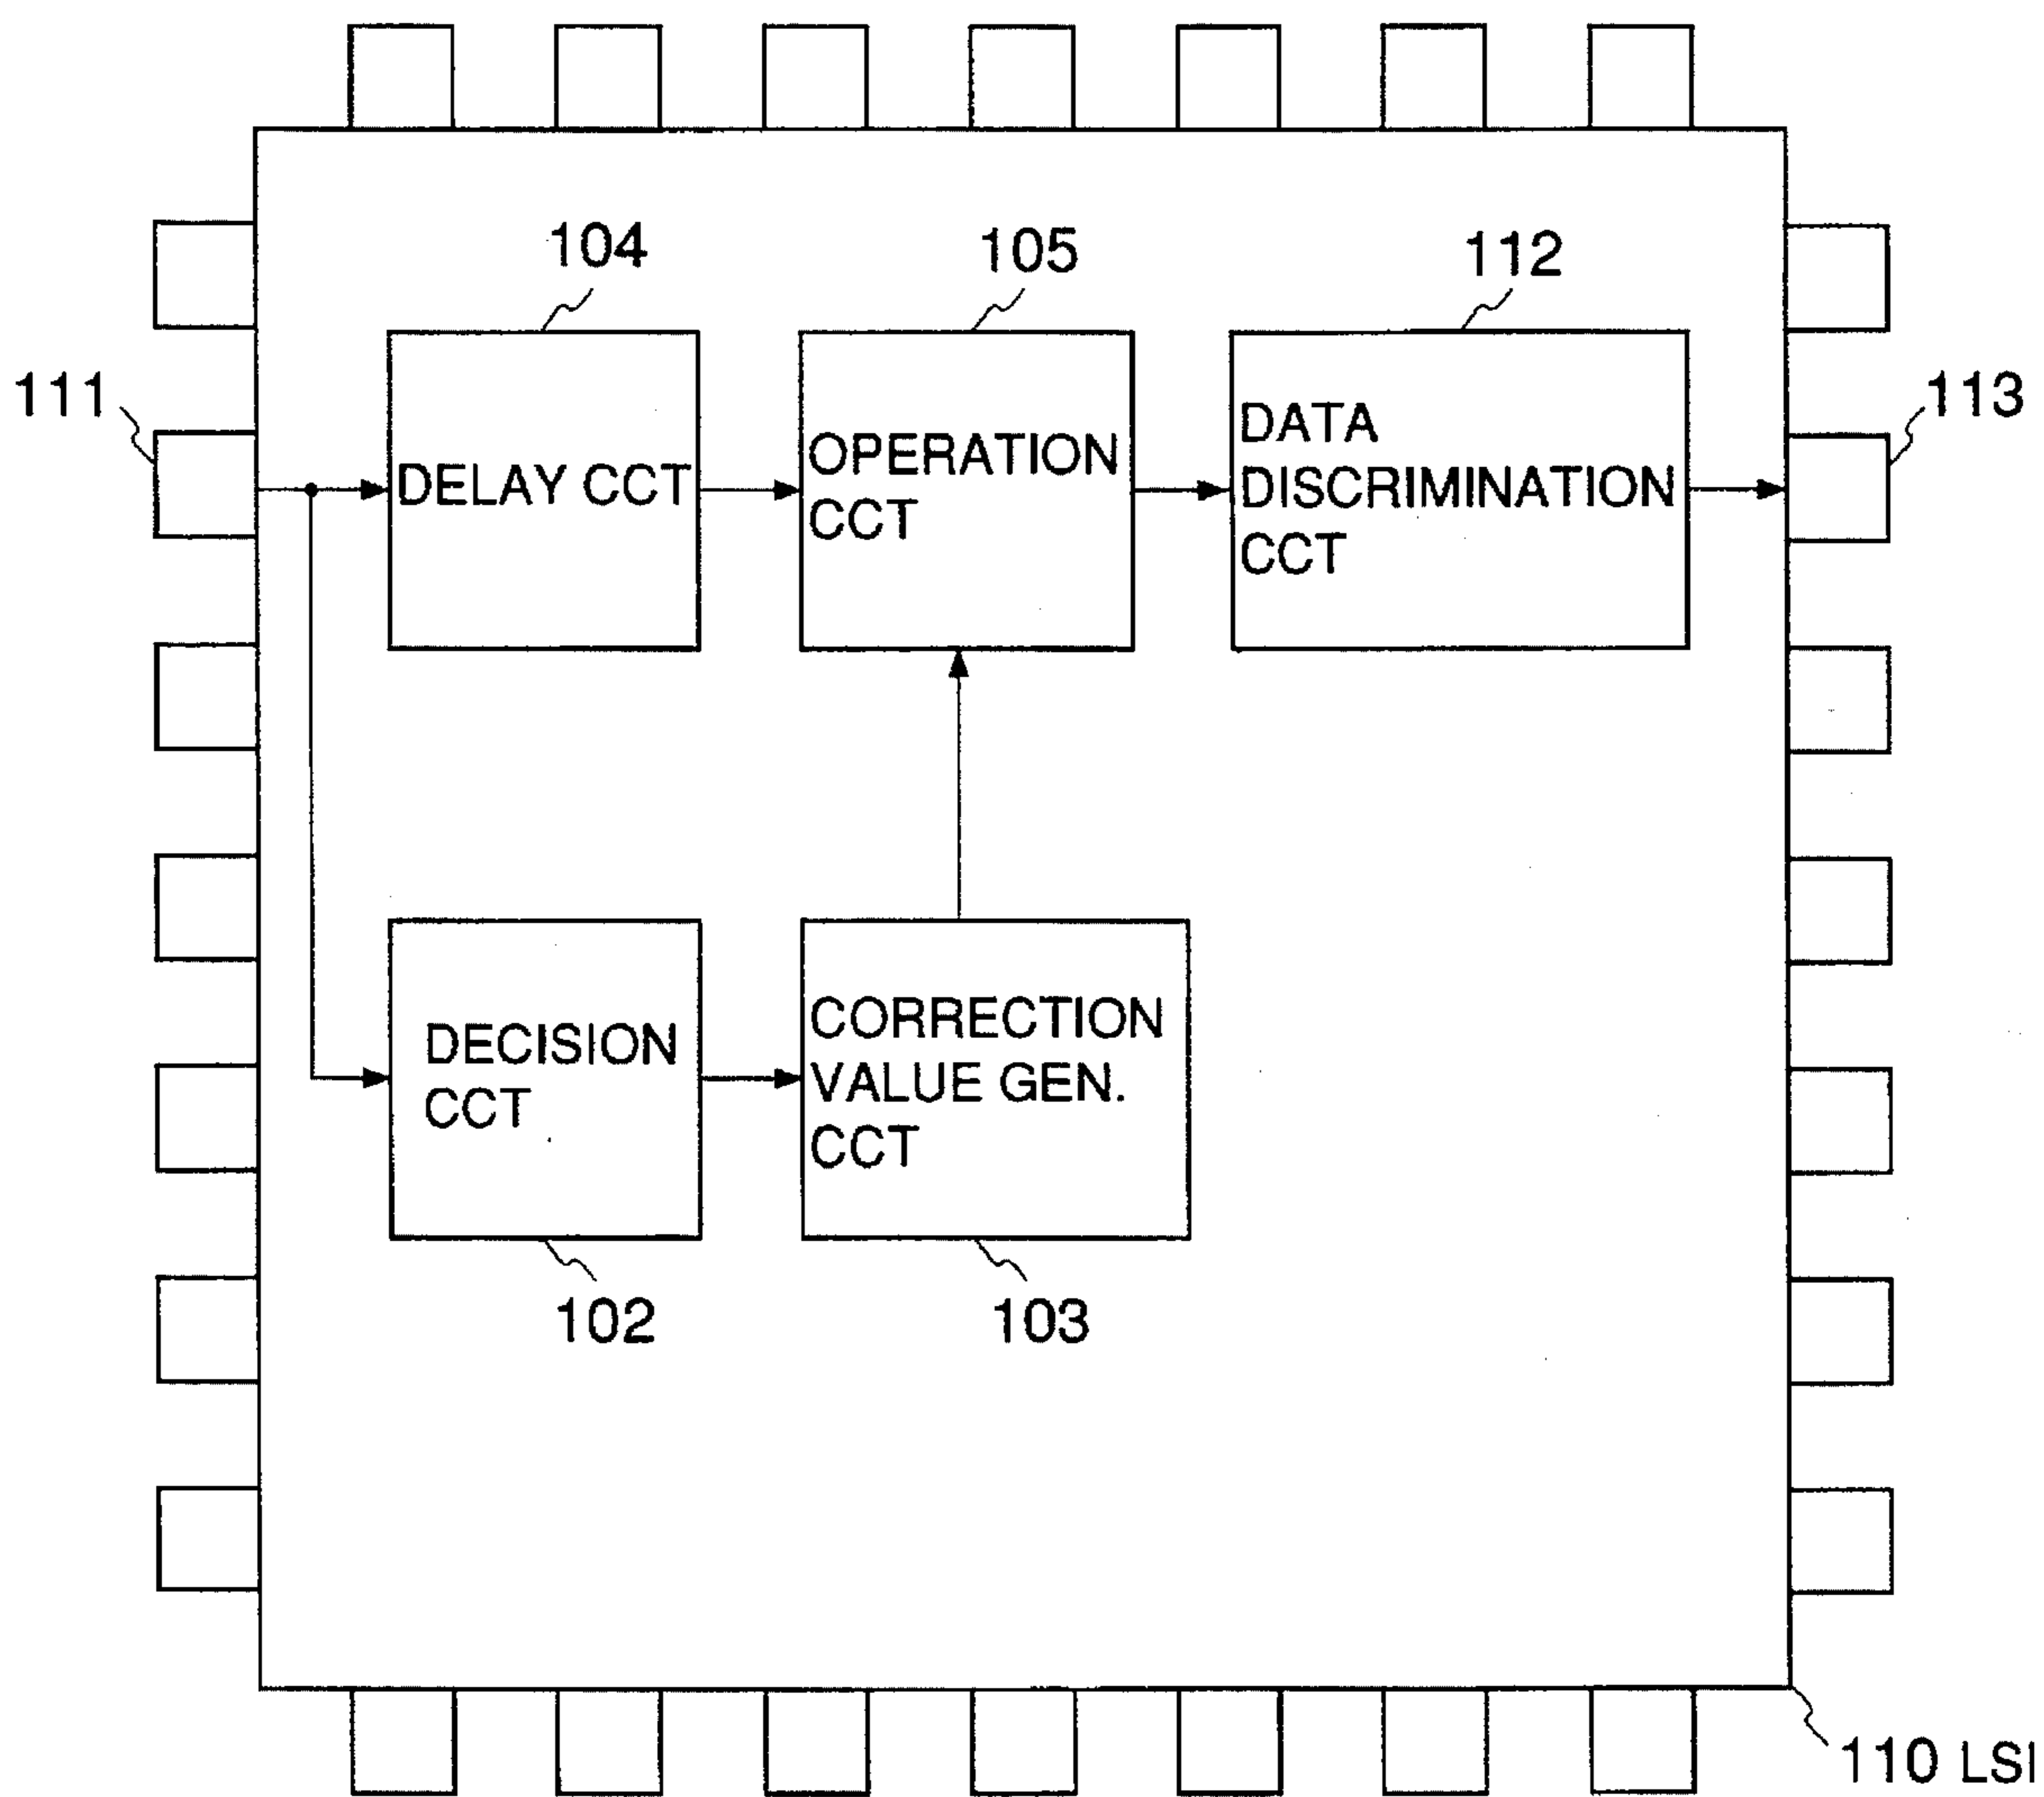 104
105
112
111
113
DELAY CCT
OPERATION
CCT
DATA
DISCRIMINATION
CCT
DECISION
CCT
CORRECTION
VALUE GEN.
CCT
102
103
110 LSI